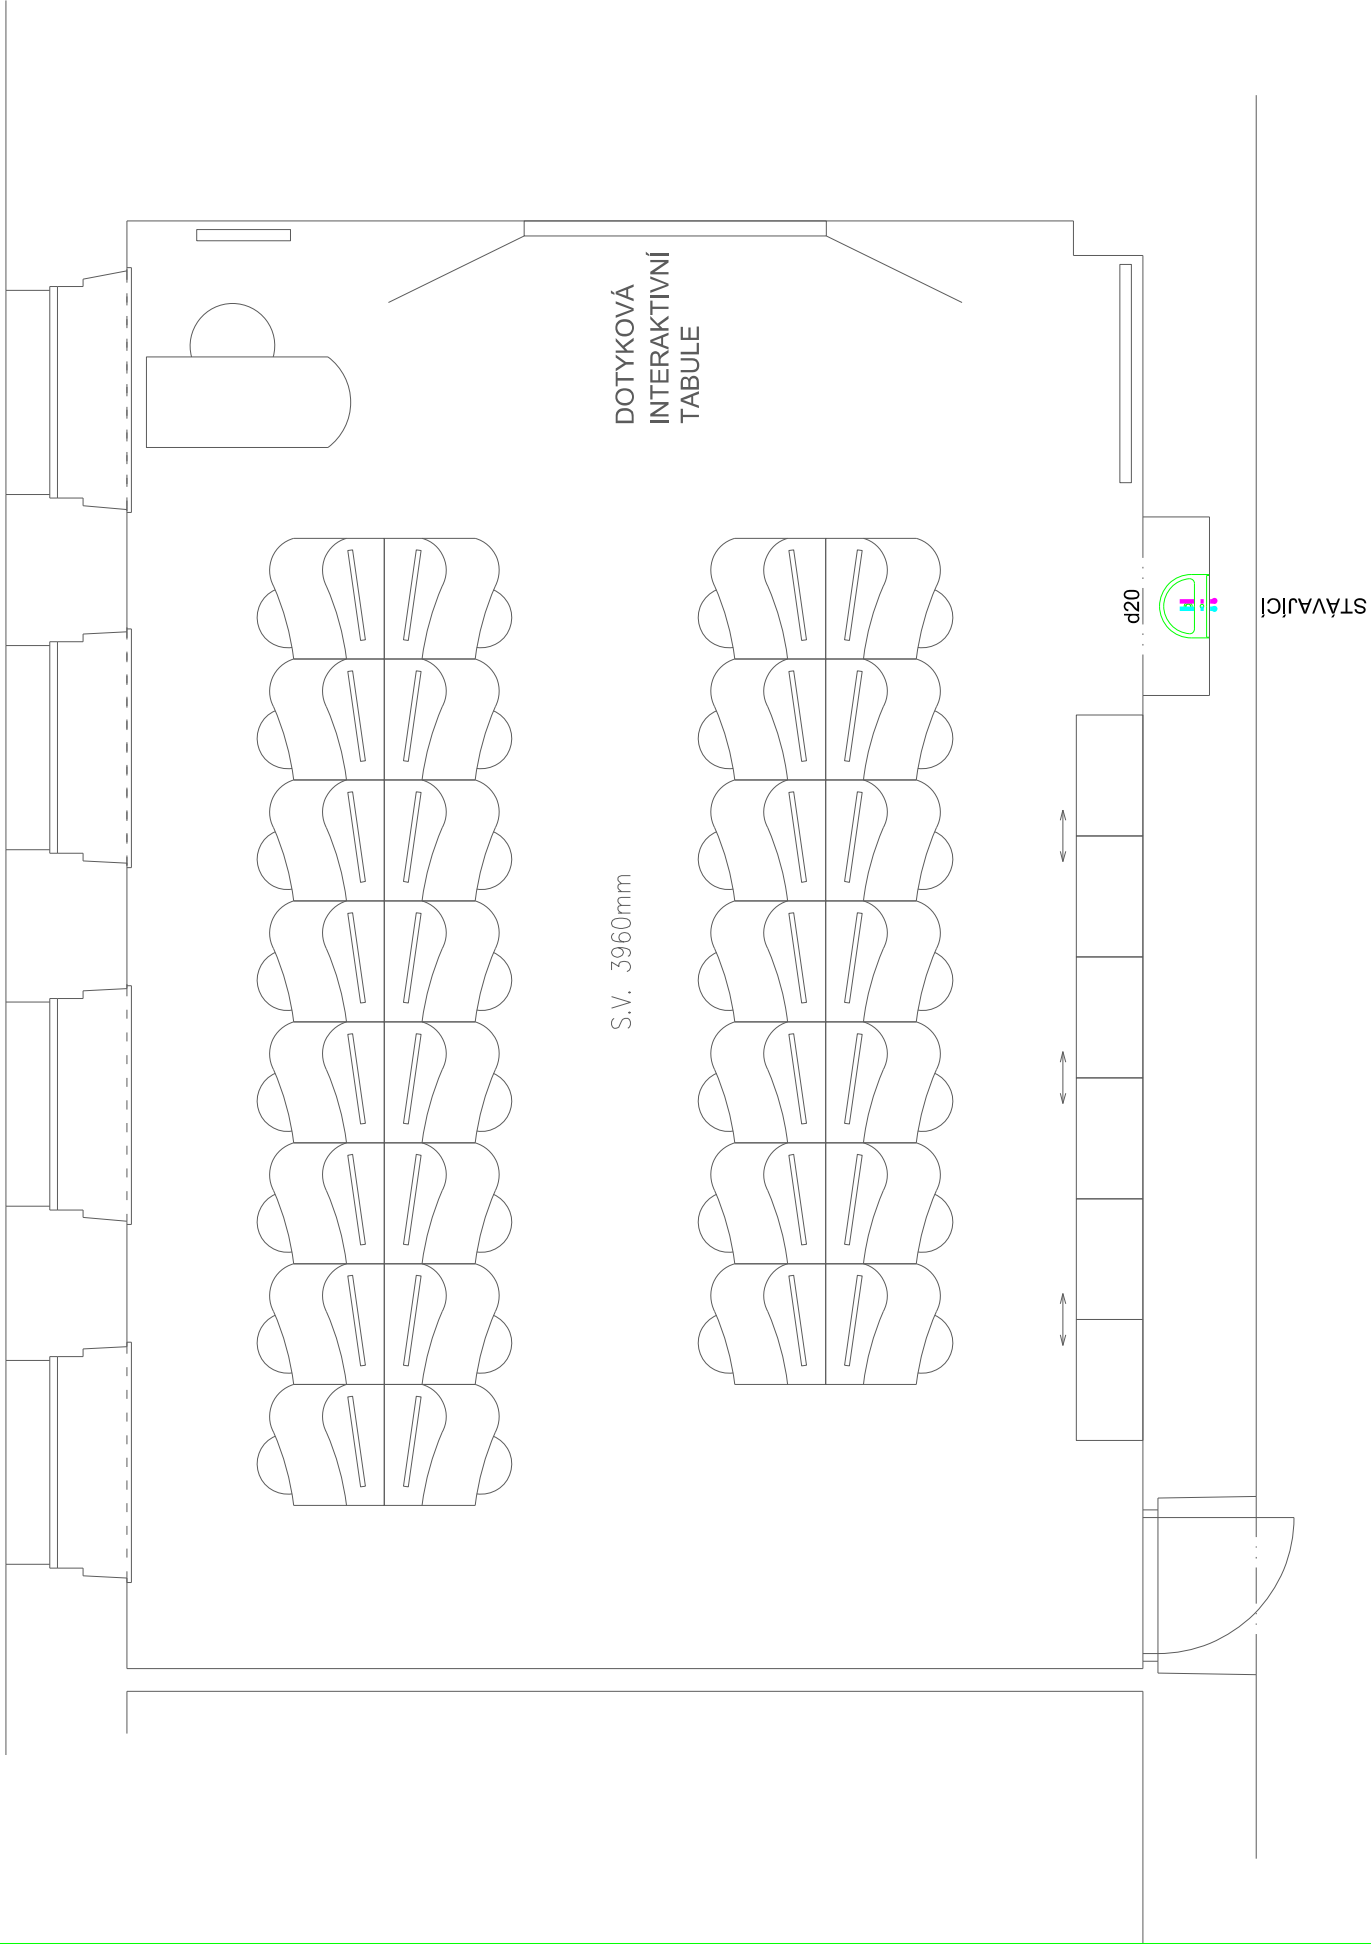 DOTYKOVÁ
INTERAKTIVNÍ
TABULE
d20
STÁVAJÍCÍ
S.V. 3960mm